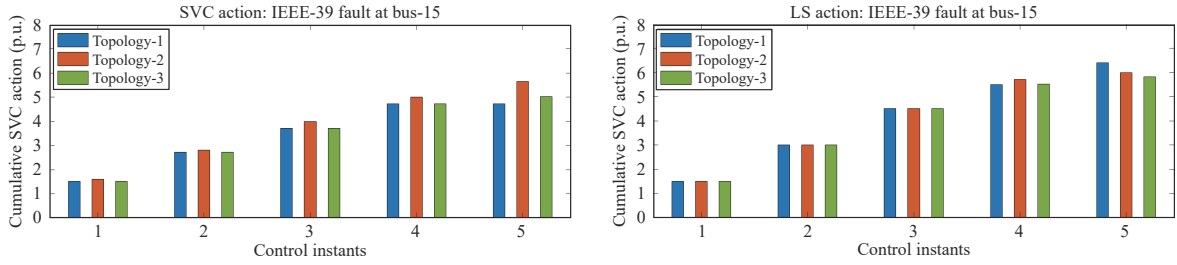 SVC action: IEEE-39 fault at bus-15
Cumulative SVC action (p.u.)
8
7
6
5
4
3
2
1
0
Topology-1
Topology-2
Topology-3
1 2 3 4 5
Control instants
LS action: IEEE-39 fault at bus-15
Cumulative SVC action (p.u.)
8
7
6
5
4
3
2
1
0
Topology-1
Topology-2
Topology-3
1 2 3 4 5
Control instants